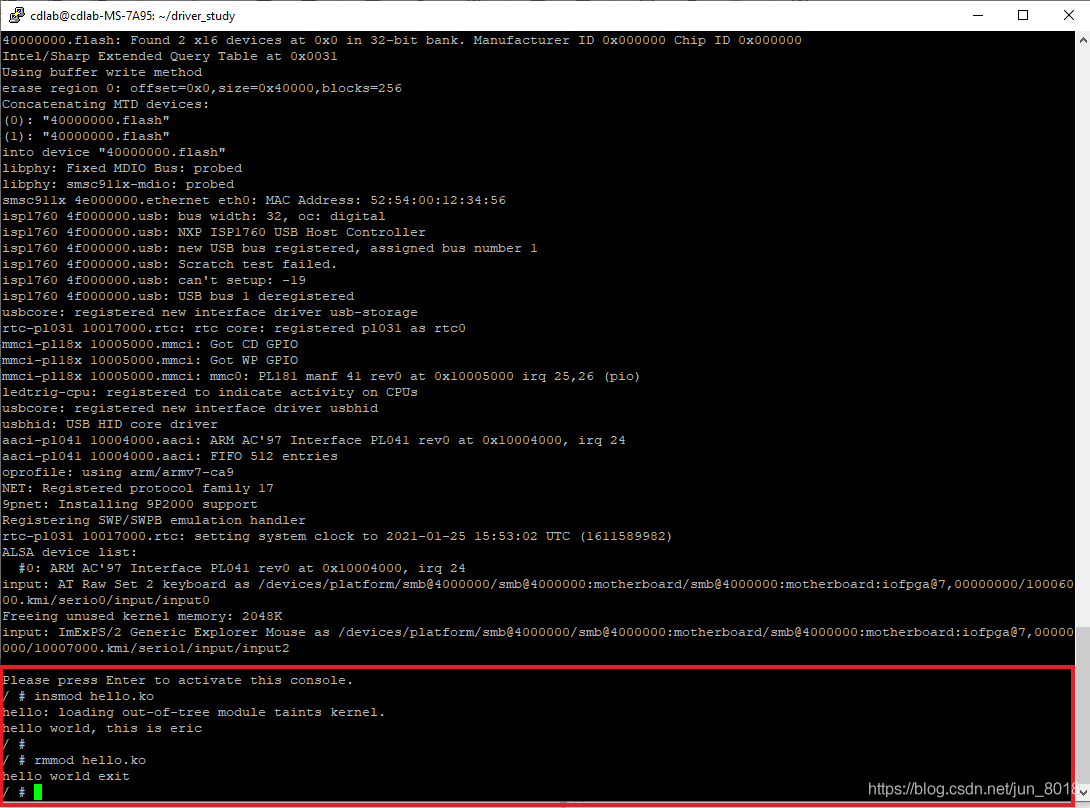 cdlab@cdlab-MS-7A95: ~/driver_study
40000000.flash: Found 2 x16 devices at 0x0 in 32-bit bank. Manufacturer ID 0x000000 Chip ID 0x000000
Intel/Sharp Extended Query Table at 0x0031
Using buffer write method
erase region 0: offset=0x0,size=0x40000,blocks=256
Concatenating MTD devices:
(0): "40000000.flash"
(1): "40000000.flash"
into device "40000000.flash"
libphy: Fixed MDIO Bus: probed
libphy: smsc911x-mdio: probed
smsc911x 4e000000.ethernet eth0: MAC Address: 52:54:00:12:34:56
isp1760 4f000000.usb: bus width: 32, oc: digital
isp1760 4f000000.usb: NXP ISP1760 USB Host Controller
isp1760 4f000000.usb: new USB bus registered, assigned bus number 1
isp1760 4f000000.usb: Scratch test failed.
isp1760 4f000000.usb: can't setup: -19
isp1760 4f000000.usb: USB bus 1 deregistered
usbcore: registered new interface driver usb-storage
rtc-pl031 10017000.rtc: rtc core: registered pl031 as rtc0
mmci-pl18x 10005000.mmci: Got CD GPIO
mmci-pl18x 10005000.mmci: Got WP GPIO
mmci-pl18x 10005000.mmci: mmc0: PL181 manf 41 rev0 at 0x10005000 irq 25,26 (pio)
ledtrig-cpu: registered to indicate activity on CPUs
usbcore: registered new interface driver usbhid
usbhid: USB HID core driver
aaci-pl041 10004000.aaci: ARM AC'97 Interface PL041 rev0 at 0x10004000, irq 24
aaci-pl041 10004000.aaci: FIFO 512 entries
oprofile: using arm/armv7-ca9
NET: Registered protocol family 17
9pnet: Installing 9P2000 support
Registering SWP/SWPB emulation handler
rtc-pl031 10017000.rtc: setting system clock to 2021-01-25 15:53:02 UTC (1611589982)
ALSA device list:
#0: ARM AC'97 Interface PL041 rev0 at 0x10004000, irq 24
input: AT Raw Set 2 keyboard as /devices/platform/smb@4000000/smb@4000000:motherboard/smb@4000000:motherboard:iofpga@7,00000000/100060
00.kmi/serio0/input/input0
Freeing unused kernel memory: 2048K
input: ImExPS/2 Generic Explorer Mouse as /devices/platform/smb@4000000/smb@4000000:motherboard/smb@4000000:motherboard:iofpga@7,00000
000/10007000.kmi/serio1/input/input2
Please press Enter to activate this console.
/ # insmod hello.ko
hello: loading out-of-tree module taints kernel.
hello world, this is eric
/ #
/ # rmmod hello.ko
hello world exit
/ #
https://blog.csdn.net/jun_8018